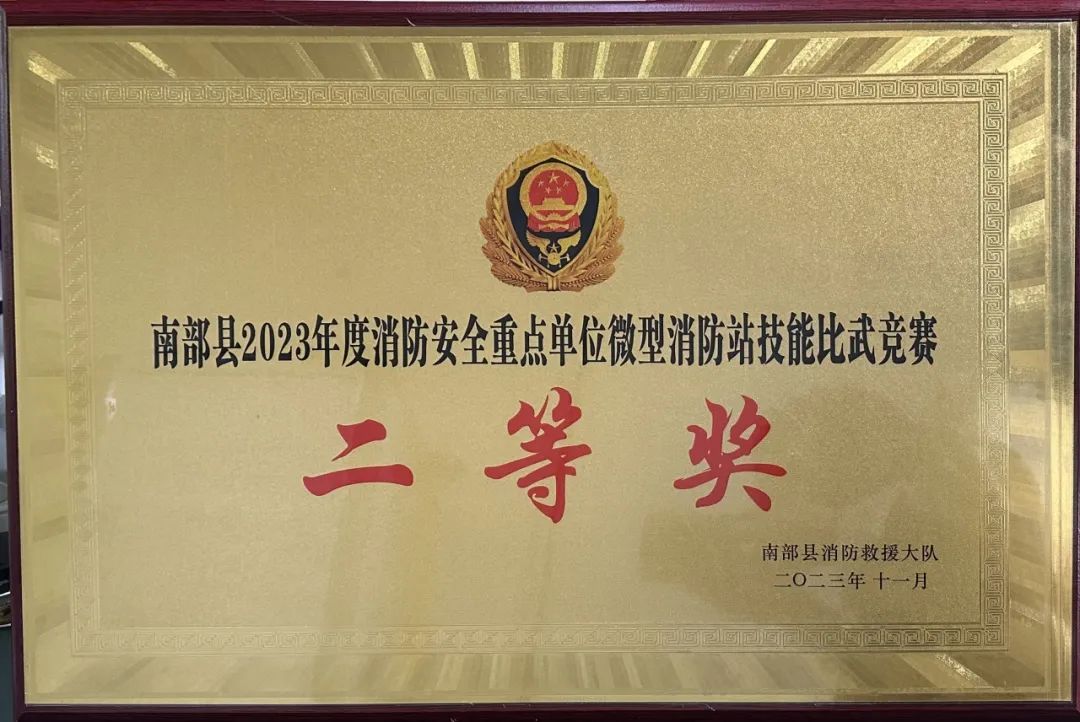 南部县2023年度消防安全重点单位微型消防站技能比武竞赛
二等奖
南部县消防救援大队
二〇二三年 十一月